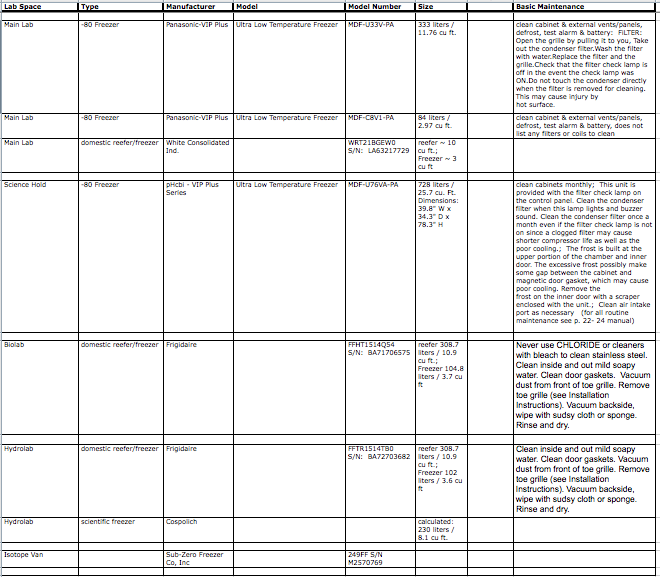 Lab Space Type Manufacturer Model Model Number Size Basic Maintenance
Main Lab -80 Freezer Panasonic-VIP Plus Ultra Low Temperature Freezer MDF-U33V-PA 333 liters / clean cabinet & external vents/panels,
11.76 cu ft. defrost, test alarm & battery: FILTER:
Open the grille by pulling it to you, Take
out the condenser filter.Wash the filter
with water.Replace the filter and the
grille.Check that the filter check lamp is
off in the event the check lamp was
ON.Do not touch the condenser directly
when the filter is removed for cleaning.
This may cause injury by
hot surface.
Main Lab -80 Freezer Panasonic-VIP Plus Ultra Low Temperature Freezer MDF-C8V1-PA 84 liters / clean cabinet & external vents/panels,
2.97 cu ft. defrost, test alarm & battery, does not
list any filters or coils to clean
Main Lab domestic reefer/freezer White Consolidated WRT21BGEW0 reefer ~ 10
Ind. S/N: LA63217729 cu ft.;
Freezer ~ 3
cu ft
Science Hold -80 Freezer pHcbi - VIP Plus Ultra Low Temperature Freezer MDF-U76VA-PA 728 liters / clean cabinets monthly; This unit is
Series 25.7 cu. Ft. provided with the filter check lamp on
Dimensions: the control panel. Clean the condenser
39.8" W x filter when this lamp lights and buzzer
34.3" D x sound. Clean the condenser filter once a
78.3" H month even if the filter check lamp is not
on since a clogged filter may cause
shorter compressor life as well as the
poor cooling.; The frost is built at the
upper portion of the chamber and inner
door. The excessive frost possibly make
some gap between the cabinet and
magnetic door gasket, which may cause
poor cooling. Remove the
frost on the inner door with a scraper
enclosed with the unit.; Clean air intake
port as necessary (for all routine
maintenance see p. 22- 24 manual)
Biolab domestic reefer/freezer Frigidaire FFHT1514QS4 reefer 308.7 Never use CHLORIDE or cleaners
S/N: BA71706575 liters / 10.9 with bleach to clean stainless steel.
cu ft.; Clean inside and out mild soapy
Freezer 104.8 water. Clean door gaskets. Vacuum
liters / 3.7 cu dust from front of toe grille. Remove
ft toe grille (see Installation
Instructions). Vacuum backside,
wipe with sudsy cloth or sponge.
Rinse and dry.
Hydrolab domestic reefer/freezer Frigidaire FFTR1514TB0 reefer 308.7 Clean inside and out mild soapy
S/N: BA72703682 liters / 10.9 water. Clean door gaskets. Vacuum
cu ft.; dust from front of toe grille. Remove
Freezer 102 toe grille (see Installation
liters / 3.6 cu Instructions). Vacuum backside,
ft wipe with sudsy cloth or sponge.
Rinse and dry.
Hydrolab scientific freezer Cospolich calculated:
230 liters /
8.1 cu ft.
Isotope Van Sub-Zero Freezer 249FF S/N
Co, Inc M2570769